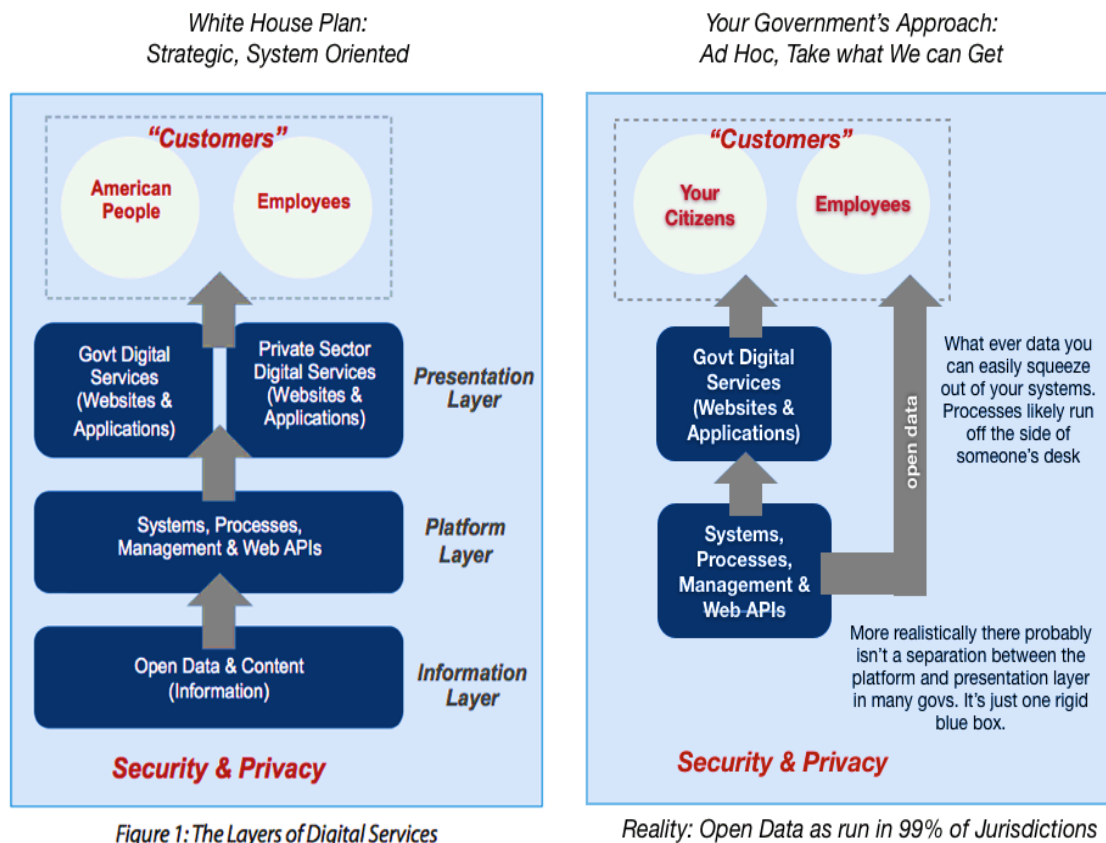 White House Plan:
Strategic, System Oriented
“Customers”
American
People
Employees
Govt Digital
Services
(Websites &
Applications)
Private Sector
Digital Services
(Websites &
Applications)
Presentation
Layer
Systems, Processes,
Management & Web APIs
Platform
Layer
Open Data & Content
(Information)
Information
Layer
Security & Privacy
Figure 1: The Layers of Digital Services
Your Government’s Approach:
Ad Hoc, Take what We can Get
“Customers”
Your
Citizens
Employees
Govt Digital
Services
(Websites &
Applications)
open data
What ever data you
can easily squeeze
out of your systems.
Processes likely run
off the side of
someone’s desk
Systems,
Processes,
Management &
Web APIs
More realistically there probably
isn’t a separation between the
platform and presentation layer
in many govs. It’s just one rigid
blue box.
Security & Privacy
Reality: Open Data as run in 99% of Jurisdictions